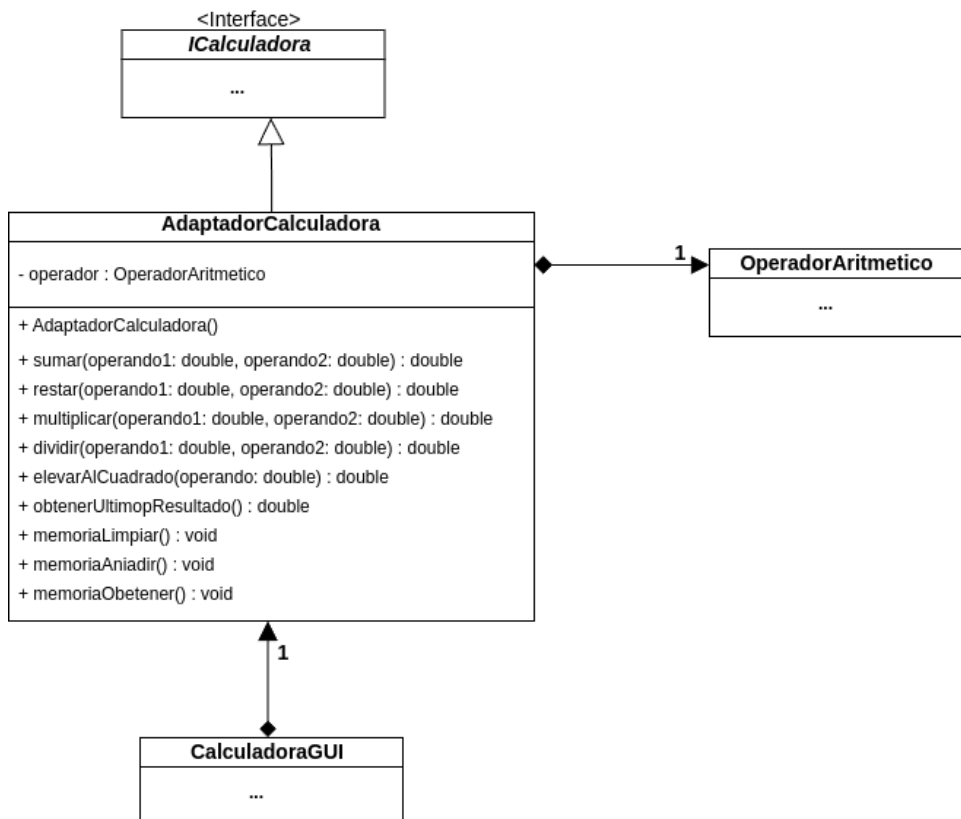 <Interface>
ICalculadora
...
AdaptadorCalculadora
- operador : OperadorAritmetico
+ AdaptadorCalculadora()
+ sumar(operando1: double, operando2: double) : double
+ restar(operando1: double, operando2: double) : double
+ multiplicar(operando1: double, operando2: double) : double
+ dividir(operando1: double, operando2: double) : double
+ elevarAlCuadrado(operando: double) : double
+ obtenerUltimopResultado() : double
+ memoriaLimpiar() : void
+ memoriaAniadir() : void
+ memoriaObetener() : void
1
OperadorAritmetico
...
1
CalculadoraGUI
...